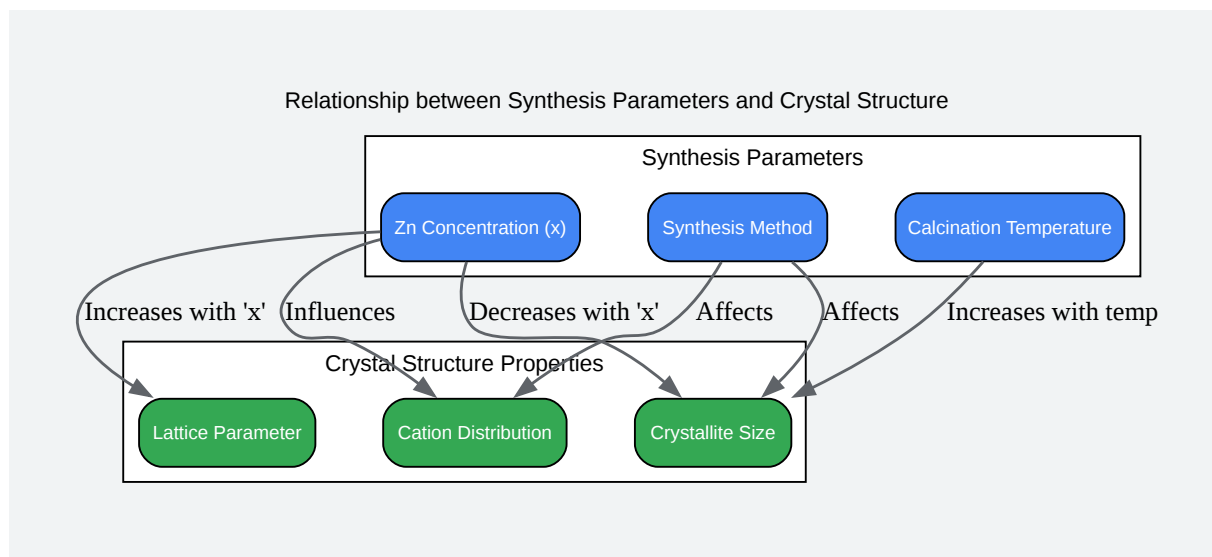 Relationship between Synthesis Parameters and Crystal Structure
Synthesis Parameters
Zn Concentration (x)
Synthesis Method
Calcination Temperature
Increases with 'x'
Influences
Decreases with 'x'
Affects
Affects
Increases with temp
Crystal Structure Properties
Lattice Parameter
Cation Distribution
Crystallite Size